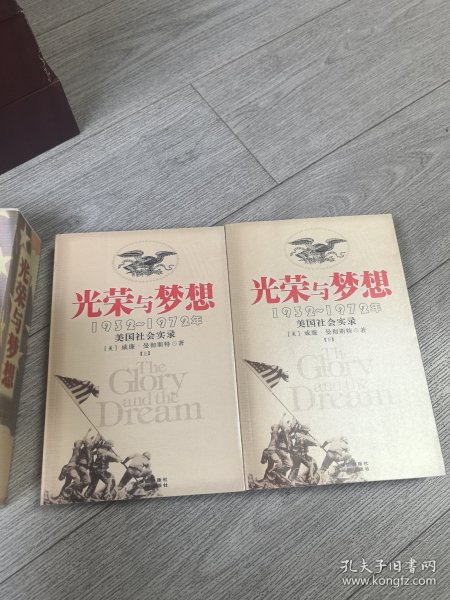 光荣与梦想
光荣与梦想
1932~1972年
美国社会实录
[美] 威廉·曼彻斯特◎著
【上】
The
Glory
and the
Dream
光荣与梦想
1932~1972年
美国社会实录
[美] 威廉·曼彻斯特◎著
【下】
The
Glory
and the
Dream
孔夫子旧书网
www.kongfz.com